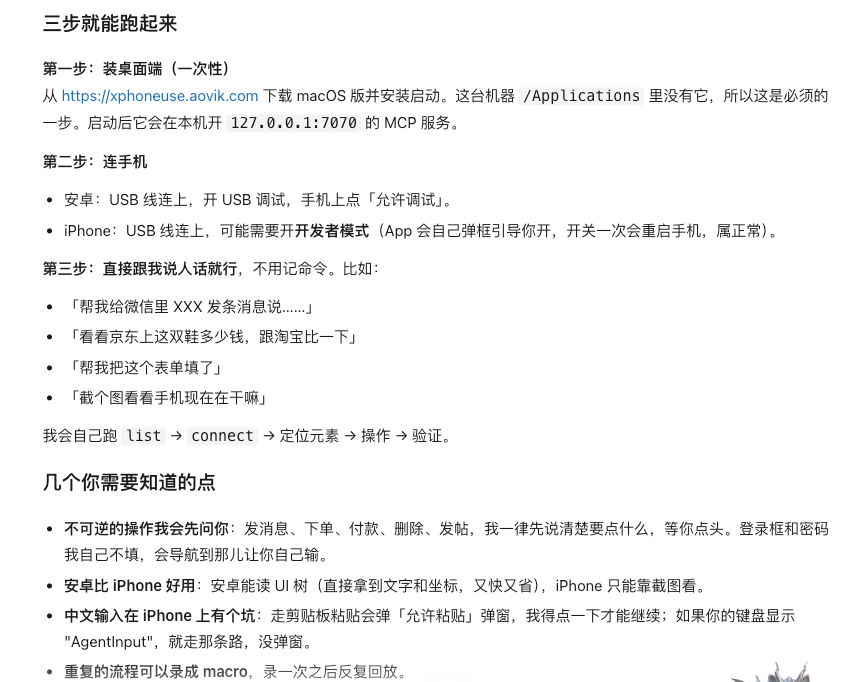 三步就能跑起来
第一步：装桌面端（一次性）
从 https://xphoneuse.aovik.com 下载 macOS 版并安装启动。这台机器 /Applications 里没有它，所以这是必须的
一步。启动后它会在本机开 127.0.0.1:7070 的 MCP 服务。
第二步：连手机
• 安卓：USB 线连上，开 USB 调试，手机上点「允许调试」。
• iPhone：USB 线连上，可能需要开开发者模式（App 会自己弹框引导你开，开关一次会重启手机，属正常）。
第三步：直接跟我说人话就行，不用记命令。比如：
• 「帮我给微信里 XXX 发条消息说……」
• 「看看京东上这双鞋多少钱，跟淘宝比一下」
• 「帮我把这个表单填了」
• 「截个图看看手机现在在干嘛」
我会自己跑 list → connect → 定位元素 → 操作 → 验证。
几个你需要知道的点
• 不可逆的操作我会先问你：发消息、下单、付款、删除、发帖，我一律先说清楚要点什么，等你点头。登录框和密码
我自己不填，会导航到那儿让你自己输。
• 安卓比 iPhone 好用：安卓能读 UI 树（直接拿到文字和坐标，又快又省），iPhone 只能靠截图看。
• 中文输入在 iPhone 上有个坑：走剪贴板粘贴会弹「允许粘贴」弹窗，我得点一下才能继续；如果你的键盘显示
"AgentInput"，就走那条路，没弹窗。
• 重复的流程可以录成 macro，录一次之后反复回放。